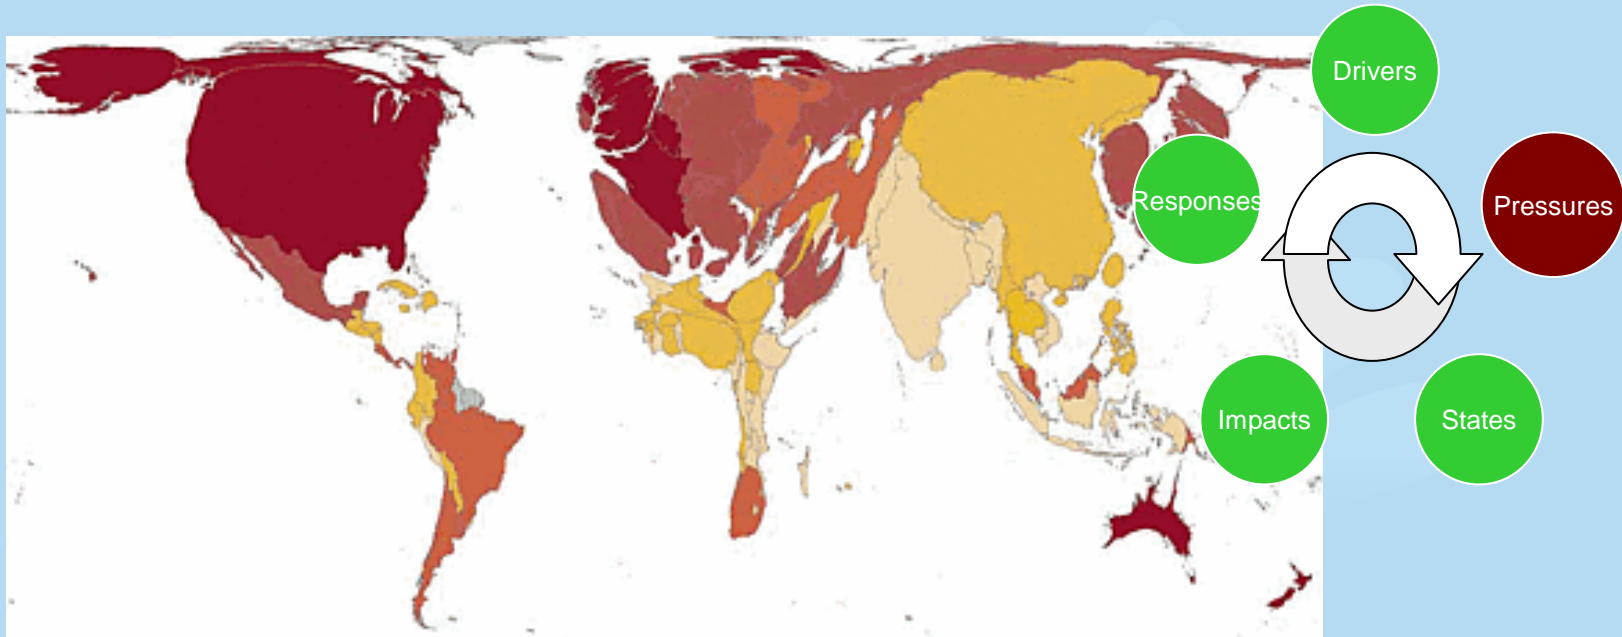 Drivers
Responses
Pressures
Impacts
States